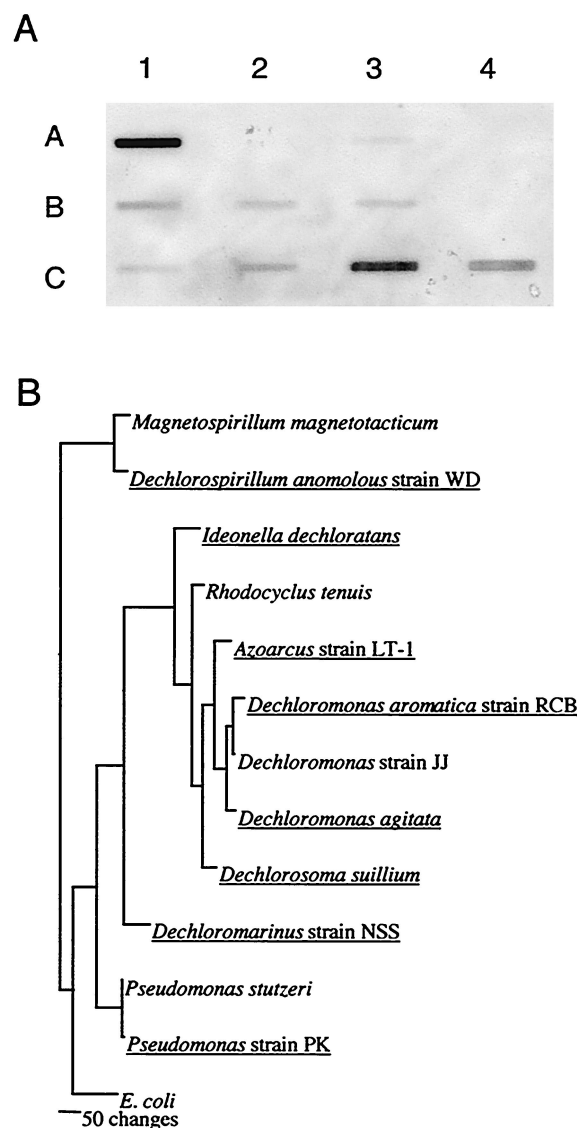 A
1 2 3 4
A
B
C
B
Magnetospirillum magnetotacticum
Dechlorospirillum anomolous strain WD
Ideonella dechloratans
Rhodocyclus tenuis
Azoarcus strain LT-1
Dechloromonas aromatica strain RCB
Dechloromonas strain JJ
Dechloromonas agitata
Dechlorosoma suillium
Dechloromarinus strain NSS
Pseudomonas stutzeri
Pseudomonas strain PK
E. coli
50 changes